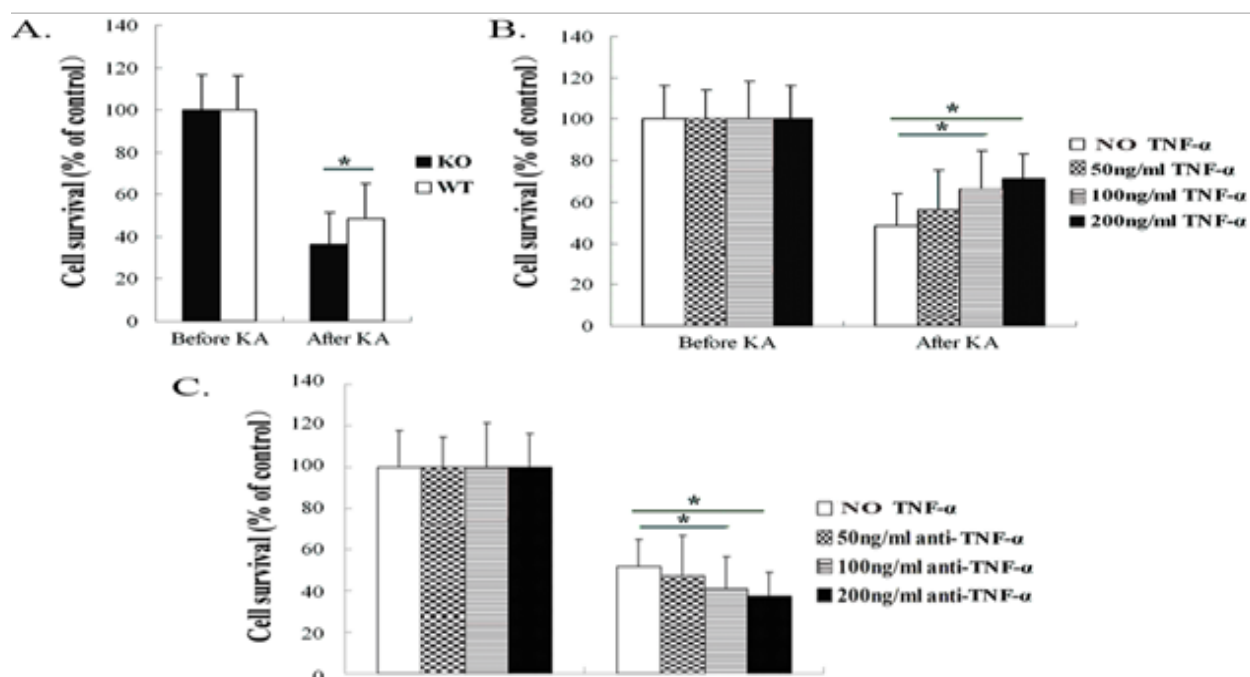 A.
Cell survival (% of control)
140
120
100
80
60
40
20
0
Before KA
After KA
*
KO
WT
B.
Cell survival (% of control)
140
120
100
80
60
40
20
0
Before KA
After KA
*
*
NO TNF-α
50ng/ml TNF-α
100ng/ml TNF-α
200ng/ml TNF-α
C.
Cell survival (% of control)
140
120
100
80
60
40
20
0
*
*
NO TNF-α
50ng/ml anti-TNF-α
100ng/ml anti-TNF-α
200ng/ml anti-TNF-α